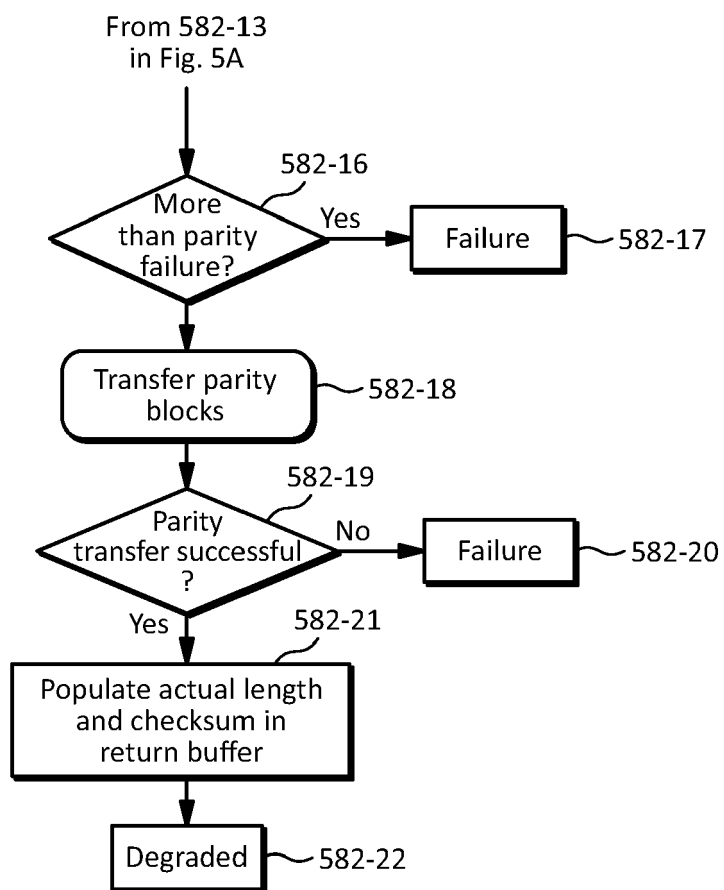 From 582-13
in Fig. 5A
582-16
More
than parity
failure?
Yes
Failure
582-17
Transfer parity
blocks
582-18
582-19
Parity
transfer successful
?
No
Failure
582-20
Yes
582-21
Populate actual length
and checksum in
return buffer
Degraded
582-22